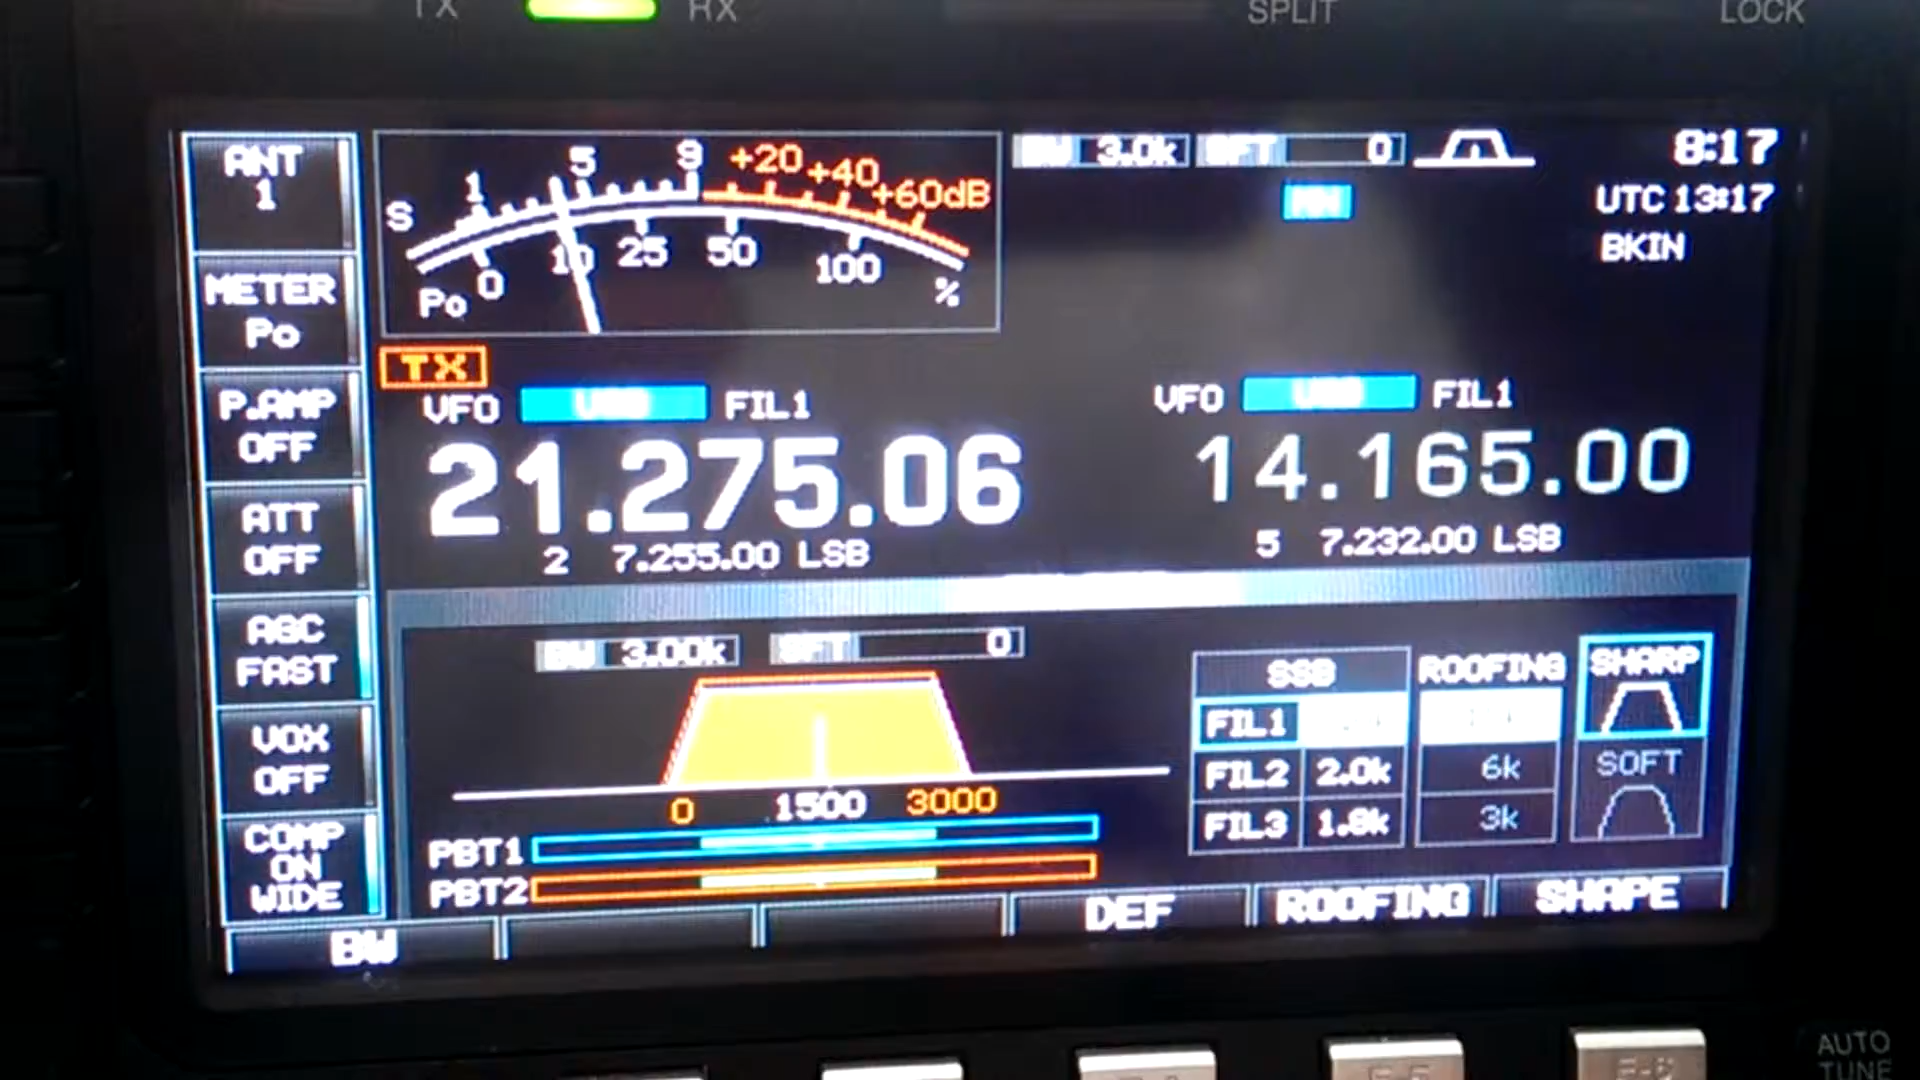 TX RX SPLIT LOCK
ANT
1
METER
Po
P.AMP
OFF
ATT
OFF
AGC
FAST
VOX
OFF
COMP
ON
WIDE
S 1 5 9 +20 +40 +60dB
Po 0 10 25 50 100 %
BW 3.0k SFT 0
8:17
UTC 13:17
BKIN
TX
VFO FIL1
21.275.06
2 7.255.00 LSB
VFO FIL1
14.165.00
5 7.232.00 LSB
BW 3.00k SFT 0
0 1500 3000
PBT1
PBT2
SSB
FIL1
FIL2 2.0k
FIL3 1.8k
ROOFING
6k
3k
SHARP
SOFT
BW DEF ROOFING SHAPE
AUTO
TUNE